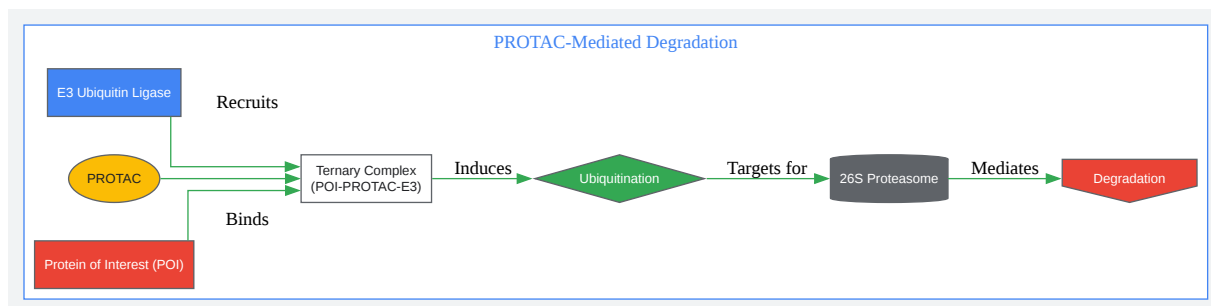 PROTAC-Mediated Degradation
E3 Ubiquitin Ligase
Recruits
PROTAC
Ternary Complex
(POI-PROTAC-E3)
Induces
Ubiquitination
Targets for
26S Proteasome
Mediates
Degradation
Binds
Protein of Interest (POI)